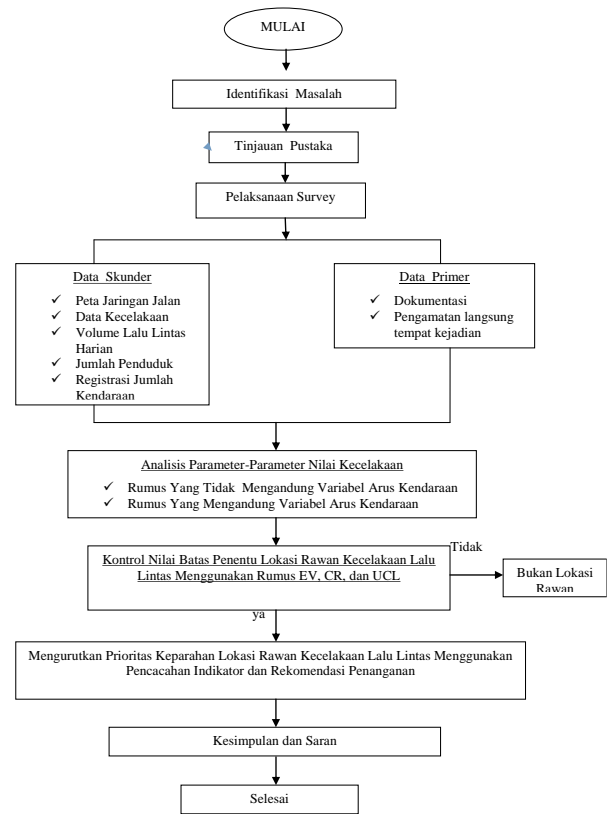 MULAI
Identifikasi Masalah
Tinjauan Pustaka
Pelaksanaan Survey
Data Skunder
✓ Peta Jaringan Jalan
✓ Data Kecelakaan
✓ Volume Lalu Lintas
Harian
✓ Jumlah Penduduk
✓ Registrasi Jumlah
Kendaraan
Data Primer
✓ Dokumentasi
✓ Pengamatan langsung
tempat kejadian
Analisis Parameter-Parameter Nilai Kecelakaan
✓ Rumus Yang Tidak Mengandung Variabel Arus Kendaraan
✓ Rumus Yang Mengandung Variabel Arus Kendaraan
Kontrol Nilai Batas Penentu Lokasi Rawan Kecelakaan Lalu
Lintas Menggunakan Rumus EV, CR, dan UCL
Tidak
Bukan Lokasi
Rawan
ya
Mengurutkan Prioritas Keparahan Lokasi Rawan Kecelakaan Lalu Lintas Menggunakan
Pencacahan Indikator dan Rekomendasi Penanganan
Kesimpulan dan Saran
Selesai